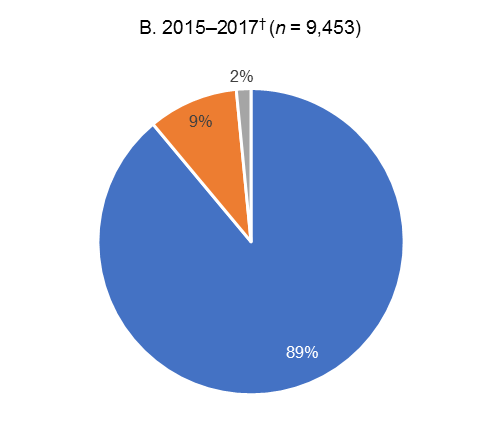 B. 2015–2017† (n = 9,453)
2%
9%
89%